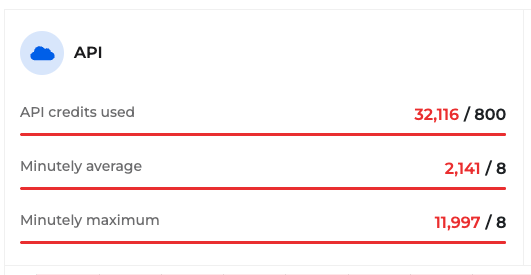 API
API credits used 32,116 / 800
Minutely average 2,141 / 8
Minutely maximum 11,997 / 8